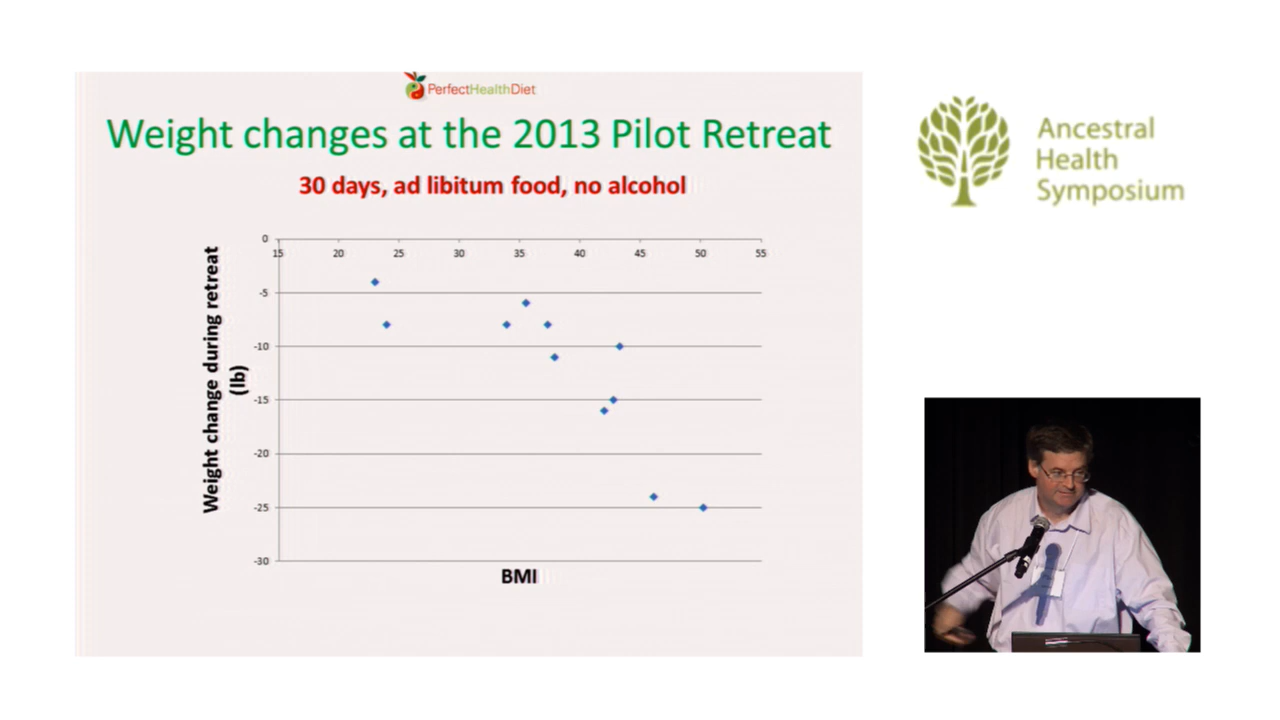 PerfectHealthDiet
Weight changes at the 2013 Pilot Retreat
30 days, ad libitum food, no alcohol
Weight change during retreat
(lb)
0
-5
-10
-15
-20
-25
-30
15 20 25 30 35 40 45 50 55
BMI
Ancestral
Health
Symposium